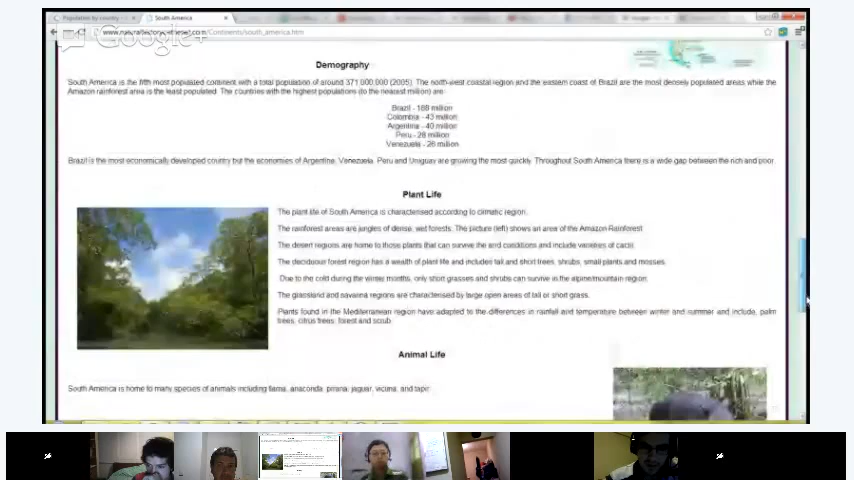 Population by country
South America
Google+
Demography
South America is the fifth most populated continent with a total population of around 371,000,000 (2005). The north-west coastal region and the eastern coast of Brazil are the most densely populated areas while the
Amazon rainforest area is the least populated. The countries with the highest populations (to the nearest million) are:
Brazil - 188 million
Colombia - 43 million
Argentina - 40 million
Peru - 28 million
Venezuela - 26 million
Brazil is the most economically developed country but the economies of Argentine, Venezuela, Peru and Uruguay are growing the most quickly. Throughout South America there is a wide gap between the rich and poor.
Plant Life
The plant life of South America is characterised according to climatic region.
The rainforest areas are jungles of dense, wet forests. The picture (left) shows an area of the Amazon Rainforest.
The desert regions are home to those plants that can survive the arid conditions and include varieties of cacti.
The deciduous forest region has a wealth of plant life and includes tall and short trees, shrubs, small plants and mosses.
Due to the cold during the winter months, only short grasses and shrubs can survive in the alpine/mountain region.
The grassland and savanna regions are characterised by large open areas of tall or short grass.
Plants found in the Mediterranean region have adapted to the differences in rainfall and temperature between winter and summer and include, palm
trees, citrus trees, forest and scrub.
Animal Life
South America is home to many species of animals including llama, anaconda, pirana, jaguar, vicuna, and tapir.